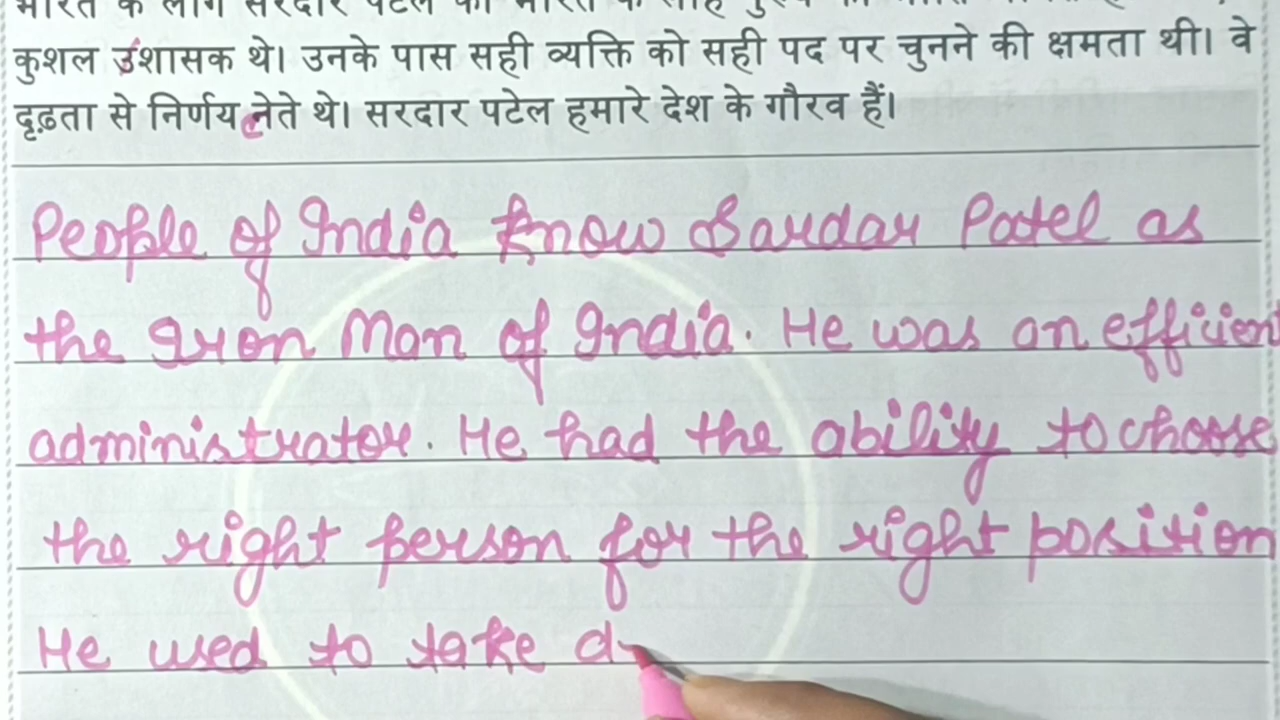 कुशल उंशासक थे। उनके पास सही व्यक्ति को सही पद पर चुनने की क्षमता थी। वे
दृढ़ता से निर्णय नेते थे। सरदार पटेल हमारे देश के गौरव हैं।
People of India know Sardar Patel as
the Iron Man of India. He was an efficien
administrator. He had the ability to choose
the right person for the right position
He used to take d